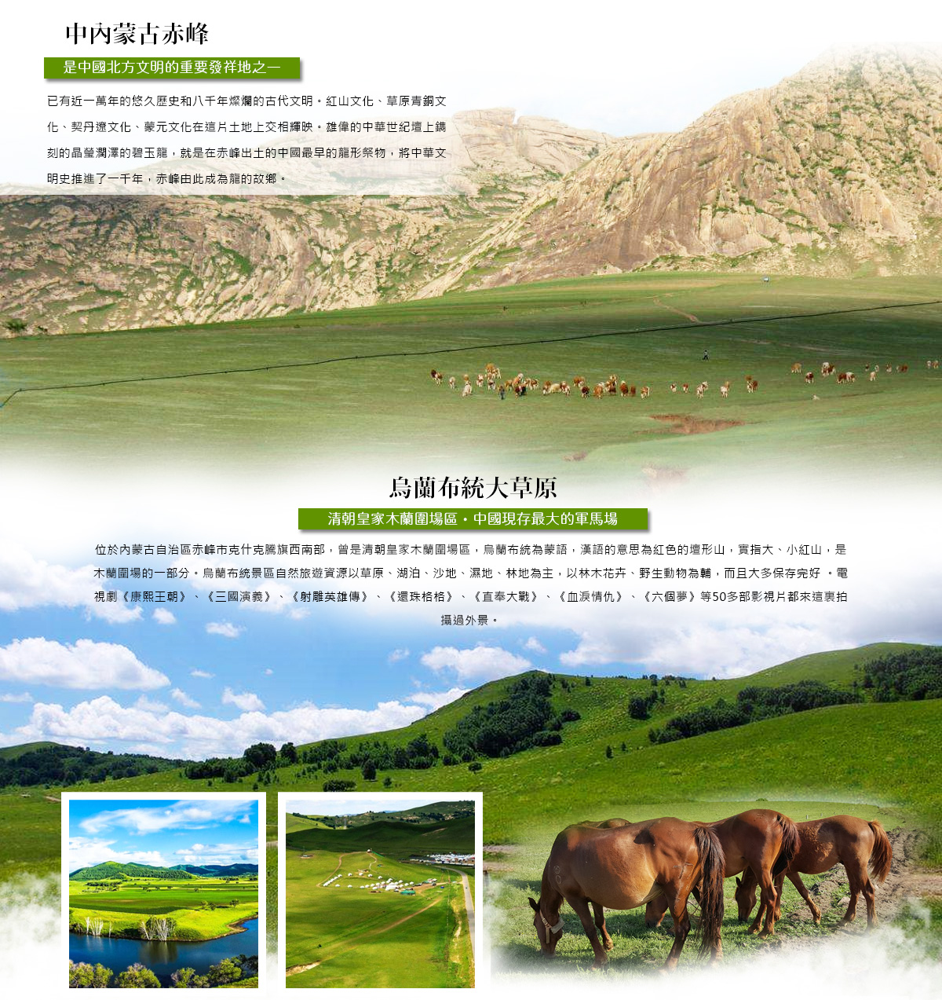 中內蒙古赤峰
是中國北方文明的重要發祥地之一
已有近一萬年的悠久歷史和八千年燦爛的古代文明。紅山文化、草原青銅文
化、契丹遼文化、蒙元文化在這片土地上交相輝映。雄偉的中華世紀壇上鐫
刻的晶瑩潤澤的碧玉龍，就是在赤峰出土的中國最早的龍形祭物，將中華文
明史推進了一千年，赤峰由此成為龍的故鄉。
烏蘭布統大草原
清朝皇家木蘭圍場區・中國現存最大的軍馬場
位於內蒙古自治區赤峰市克什克騰旗西南部，曾是清朝皇家木蘭圍場區，烏蘭布統為蒙語，漢語的意思為紅色的壇形山，實指大、小紅山，是
木蘭圍場的一部分。烏蘭布統景區自然旅遊資源以草原、湖泊、沙地、濕地、林地為主，以林木花卉、野生動物為輔，而且大多保存完好 。電
視劇《康熙王朝》、《三國演義》、《射雕英雄傳》、《還珠格格》、《直奉大戰》、《血淚情仇》、《六個夢》等50多部影視片都來這裏拍
攝過外景。